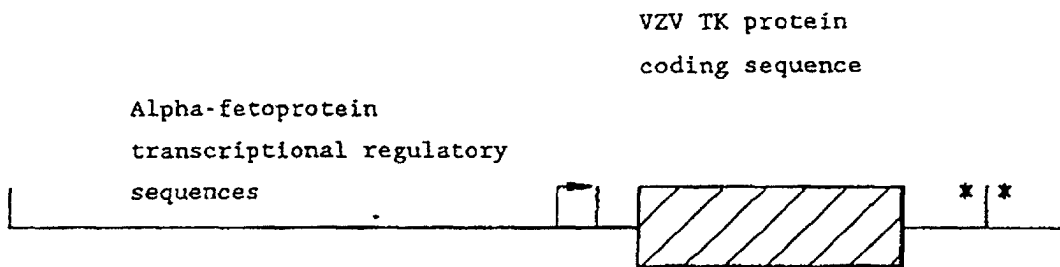 VZV TK protein
coding sequence
Alpha-fetoprotein
transcriptional regulatory
sequences
* *